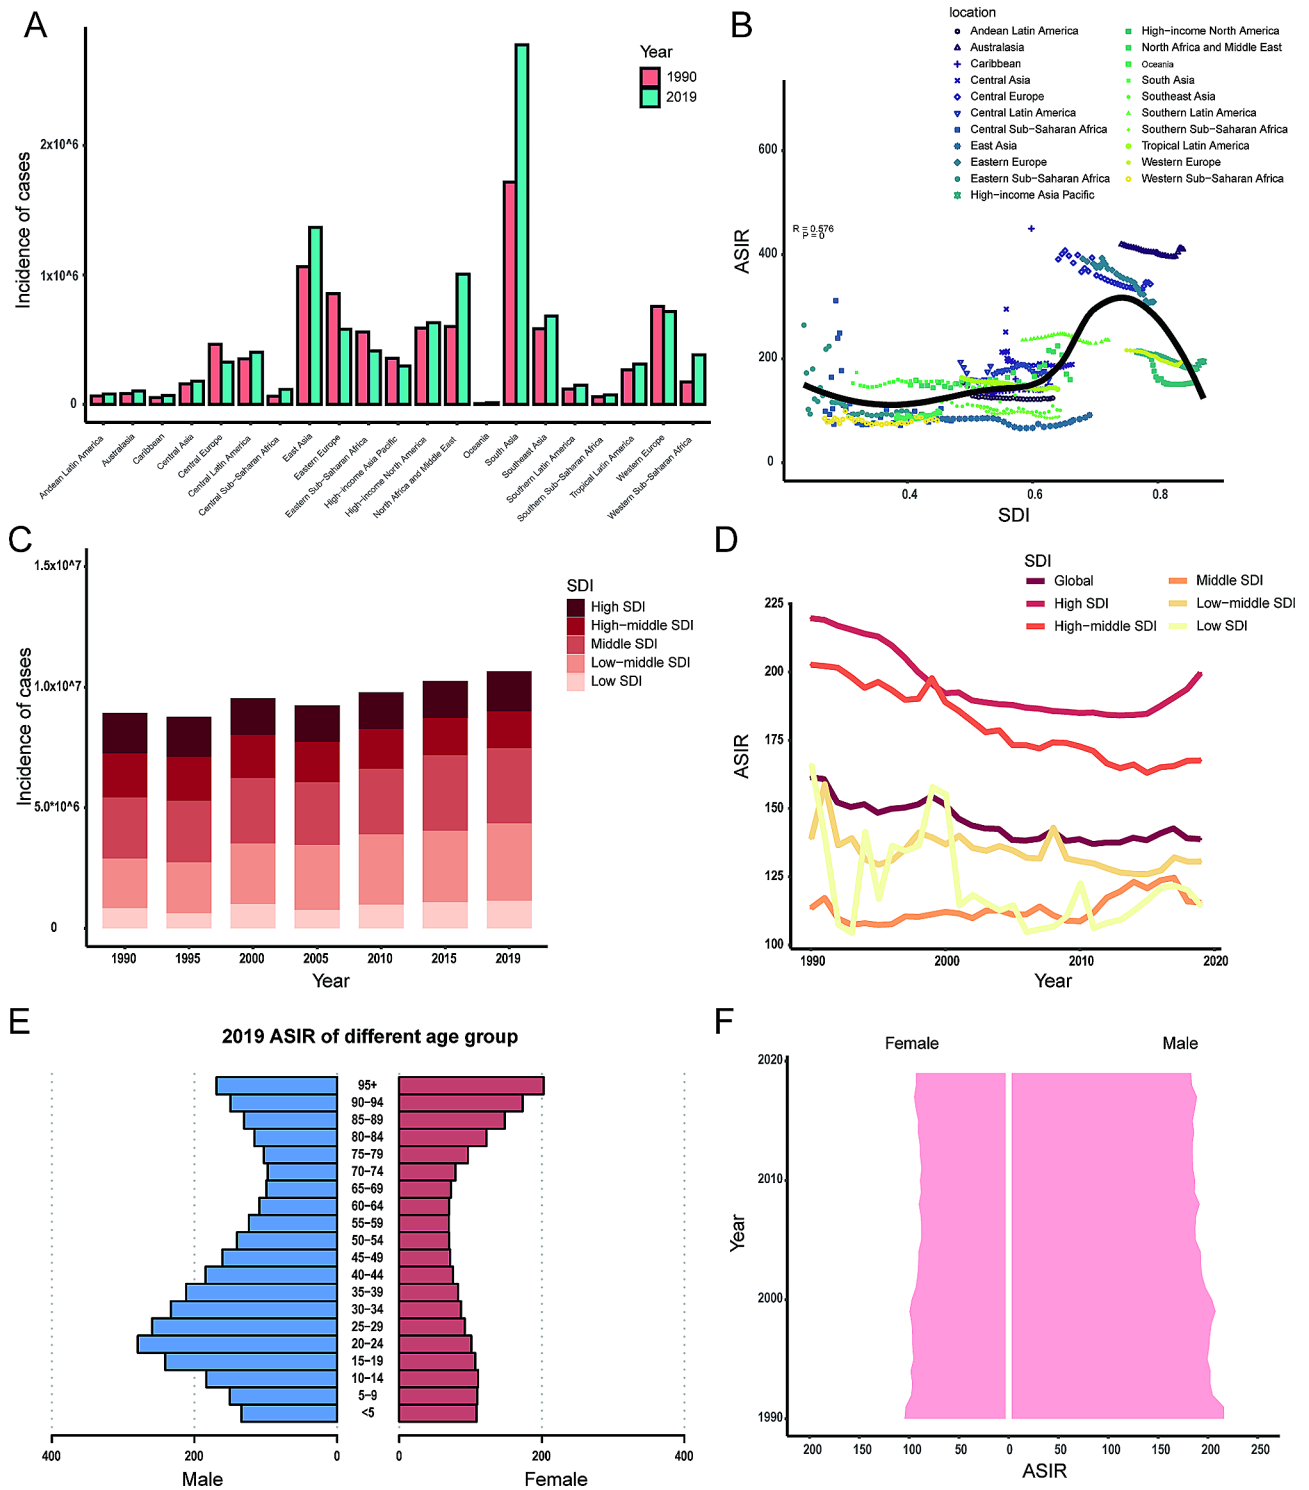 A
Year
1990
2019
Incidence of cases
2x10^6
1x10^6
0
Andean Latin America
Australasia
Caribbean
Central Asia
Central Europe
Central Latin America
Central Sub-Saharan Africa
East Asia
Eastern Europe
Eastern Sub-Saharan Africa
High-income Asia Pacific
High-income North America
North Africa and Middle East
Oceania
South Asia
Southeast Asia
Southern Latin America
Southern Sub-Saharan Africa
Tropical Latin America
Western Europe
Western Sub-Saharan Africa
B
location
Andean Latin America
Australasia
Caribbean
Central Asia
Central Europe
Central Latin America
Central Sub-Saharan Africa
East Asia
Eastern Europe
Eastern Sub-Saharan Africa
High-income Asia Pacific
High-income North America
North Africa and Middle East
Oceania
South Asia
Southeast Asia
Southern Latin America
Southern Sub-Saharan Africa
Tropical Latin America
Western Europe
Western Sub-Saharan Africa
R = 0.576
P = 0
ASIR
600
400
200
0
0.4 0.6 0.8
SDI
C
1.5x10^7
1.0x10^7
5.0*10^6
0
Incidence of cases
SDI
High SDI
High-middle SDI
Middle SDI
Low-middle SDI
Low SDI
1990 1995 2000 2005 2010 2015 2019
Year
D
SDI
Global
High SDI
High-middle SDI
Middle SDI
Low-middle SDI
Low SDI
ASIR
225
200
175
150
125
100
1990 2000 2010 2020
Year
E
2019 ASIR of different age group
95+
90-94
85-89
80-84
75-79
70-74
65-69
60-64
55-59
50-54
45-49
40-44
35-39
30-34
25-29
20-24
15-19
10-14
5-9
<5
400 200 0 0 200 400
Male Female
F
Female Male
2020
2010
2000
1990
Year
200 150 100 50 0 50 100 150 200 250
ASIR